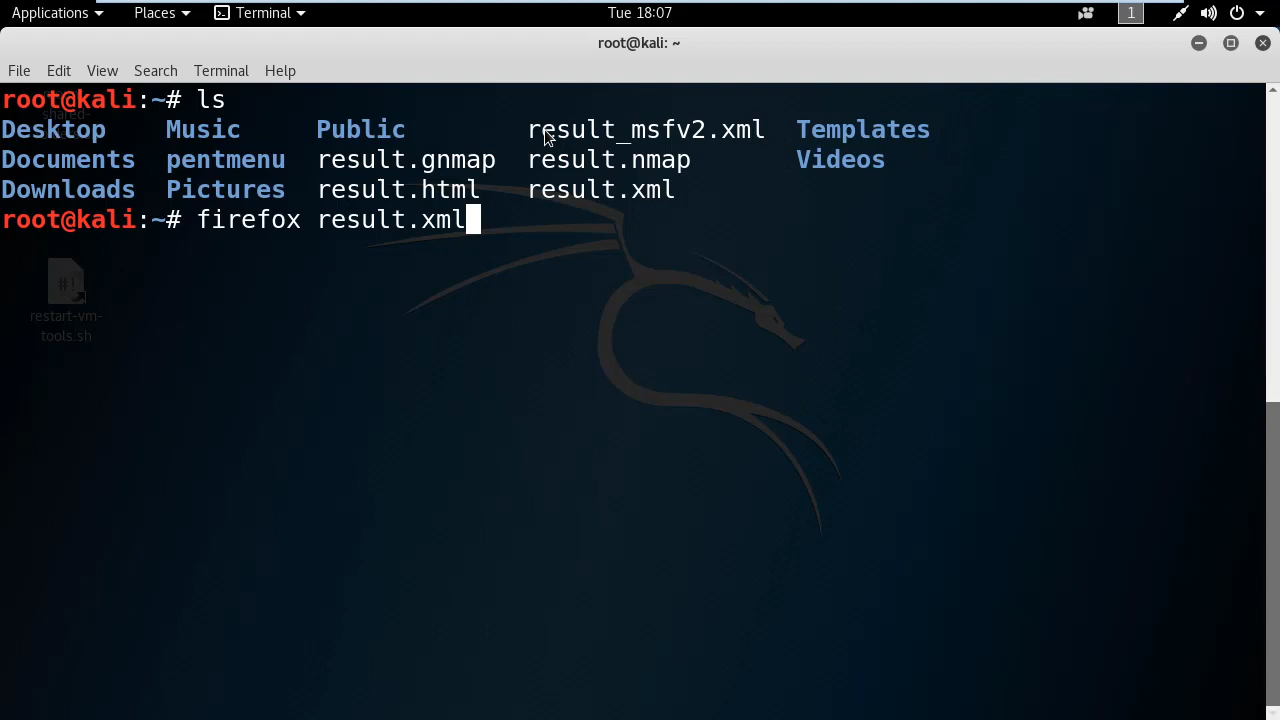 Applications Places Terminal Tue 18:07 1
root@kali: ~
File Edit View Search Terminal Help
root@kali:~# ls
Desktop Music Public result_msfv2.xml Templates
Documents pentmenu result.gnmap result.nmap Videos
Downloads Pictures result.html result.xml
root@kali:~# firefox result.xml
shared-
#!
restart-vm-
tools.sh